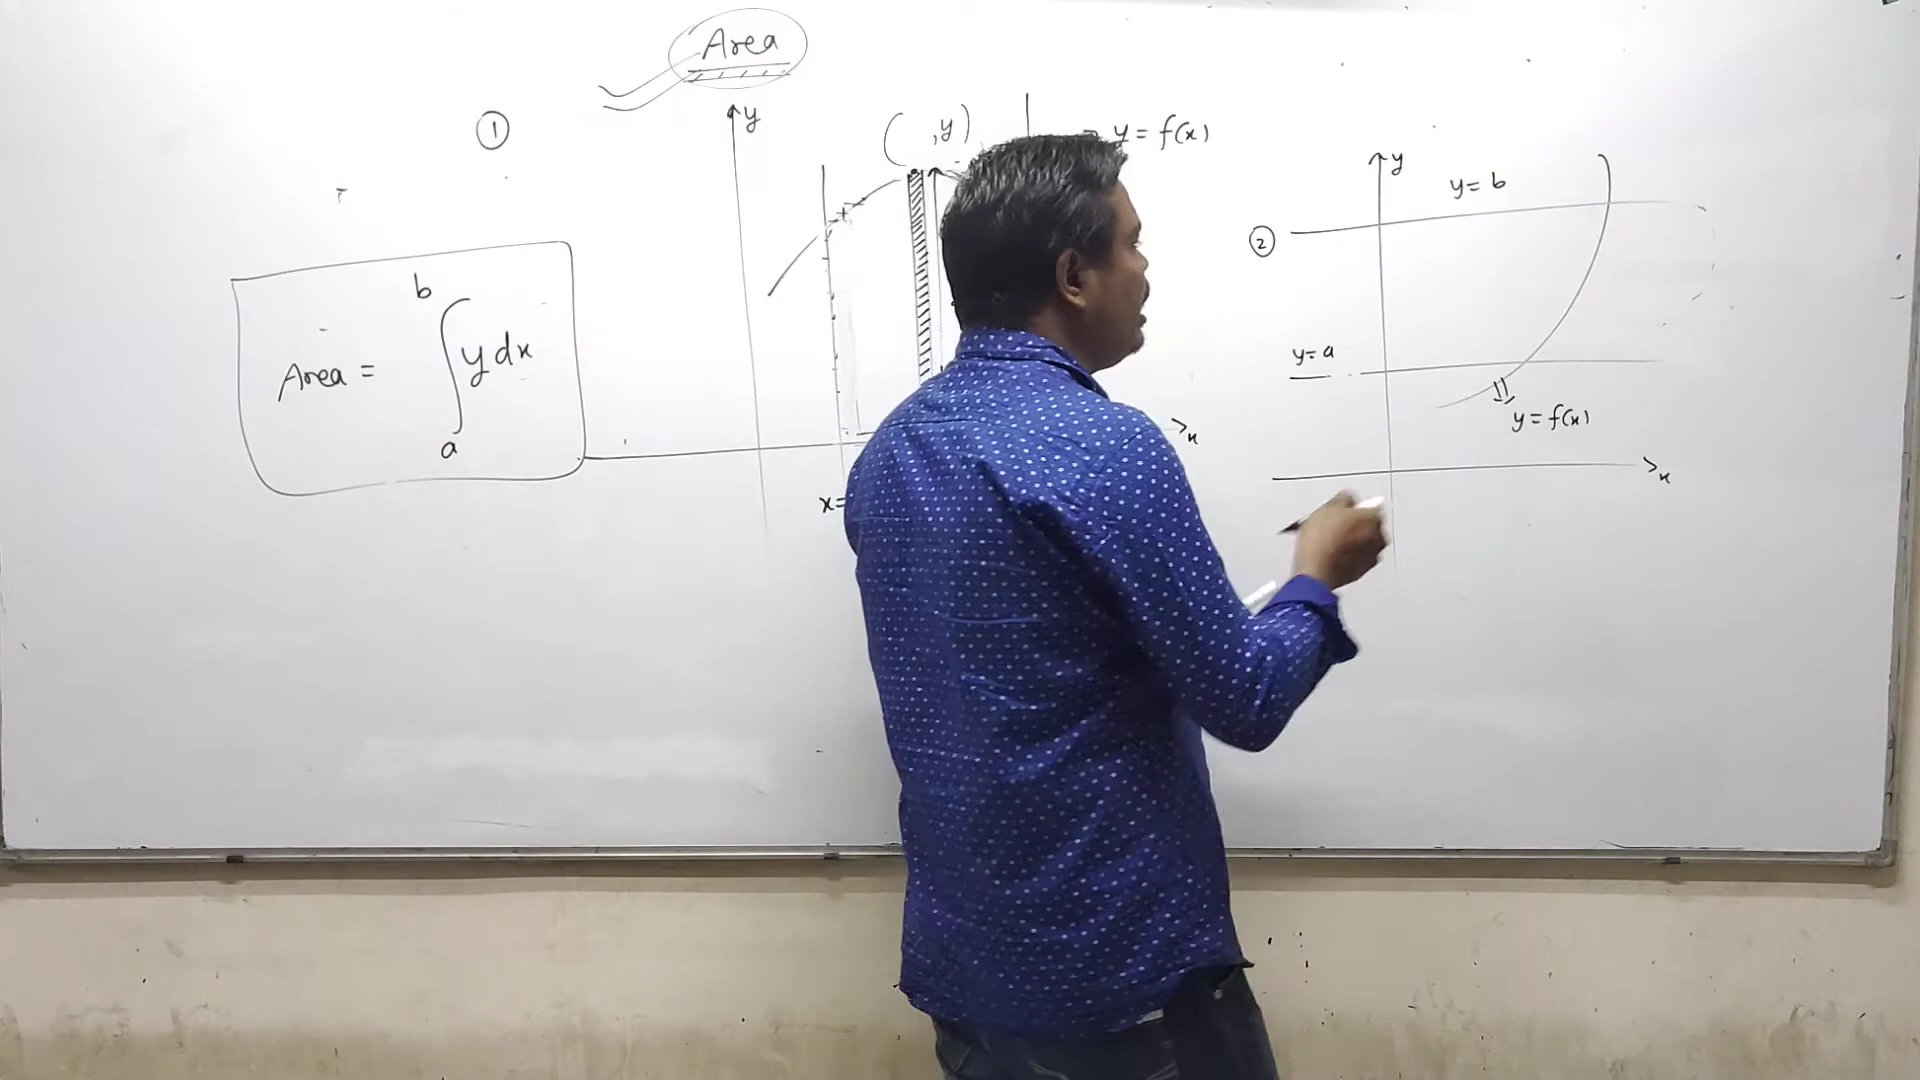 Area
①
y
( ,y)
y = f(x)
Area =
b
∫ y dx
a
x
x=
②
y
y = b
y = a
y = f(x)
x